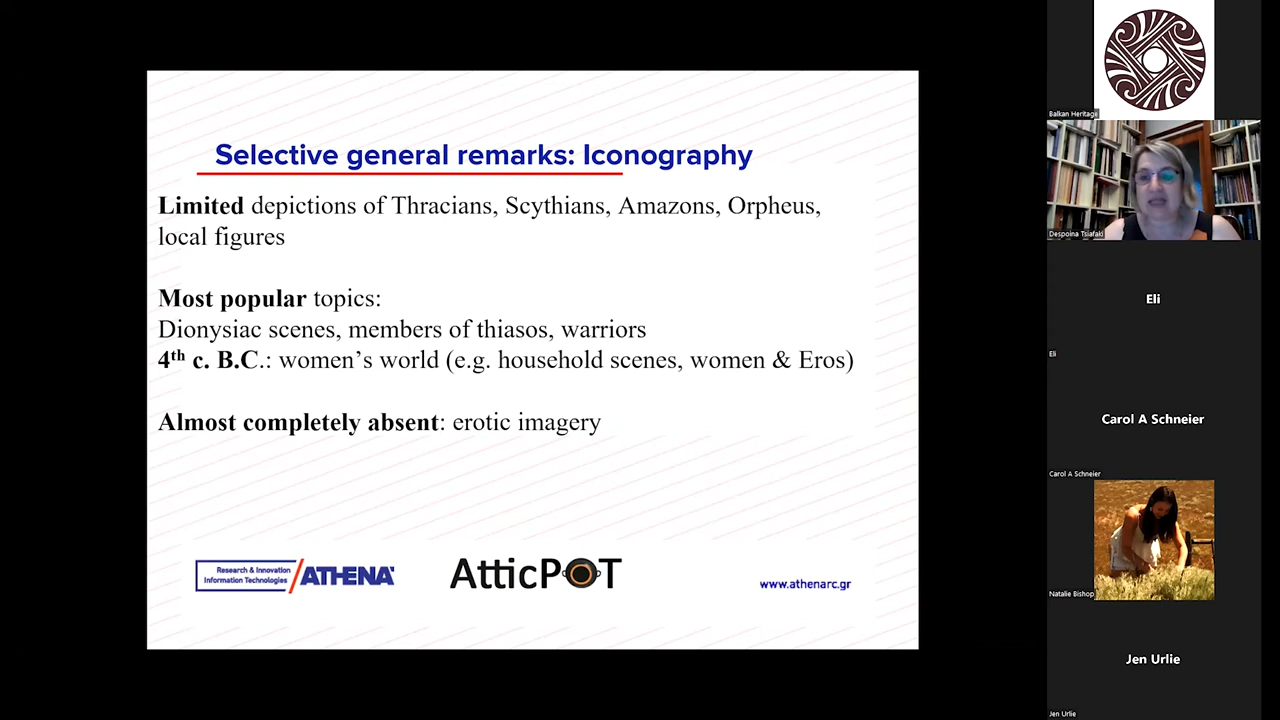 Selective general remarks: Iconography
Limited depictions of Thracians, Scythians, Amazons, Orpheus,
local figures
Most popular topics:
Dionysiac scenes, members of thiasos, warriors
4th c. B.C.: women's world (e.g. household scenes, women & Eros)
Almost completely absent: erotic imagery
Research & Innovation
Information Technologies
ATHENA
AtticPOT
www.athenarc.gr
Balkan Heritage
Despoina Tsiafaki
Eli
Eli
Carol A Schneier
Carol A Schneier
Natalie Bishop
Jen Urlie
Jen Urlie